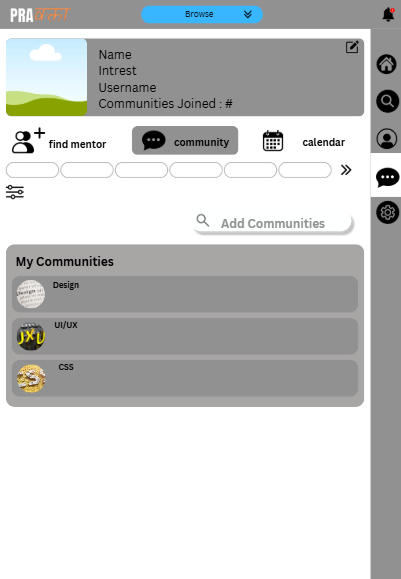 PRA
Browse
Name
Intrest
Username
Communities Joined : #
find mentor
community
calendar
Add Communities
My Communities
Design
UI/UX
CSS